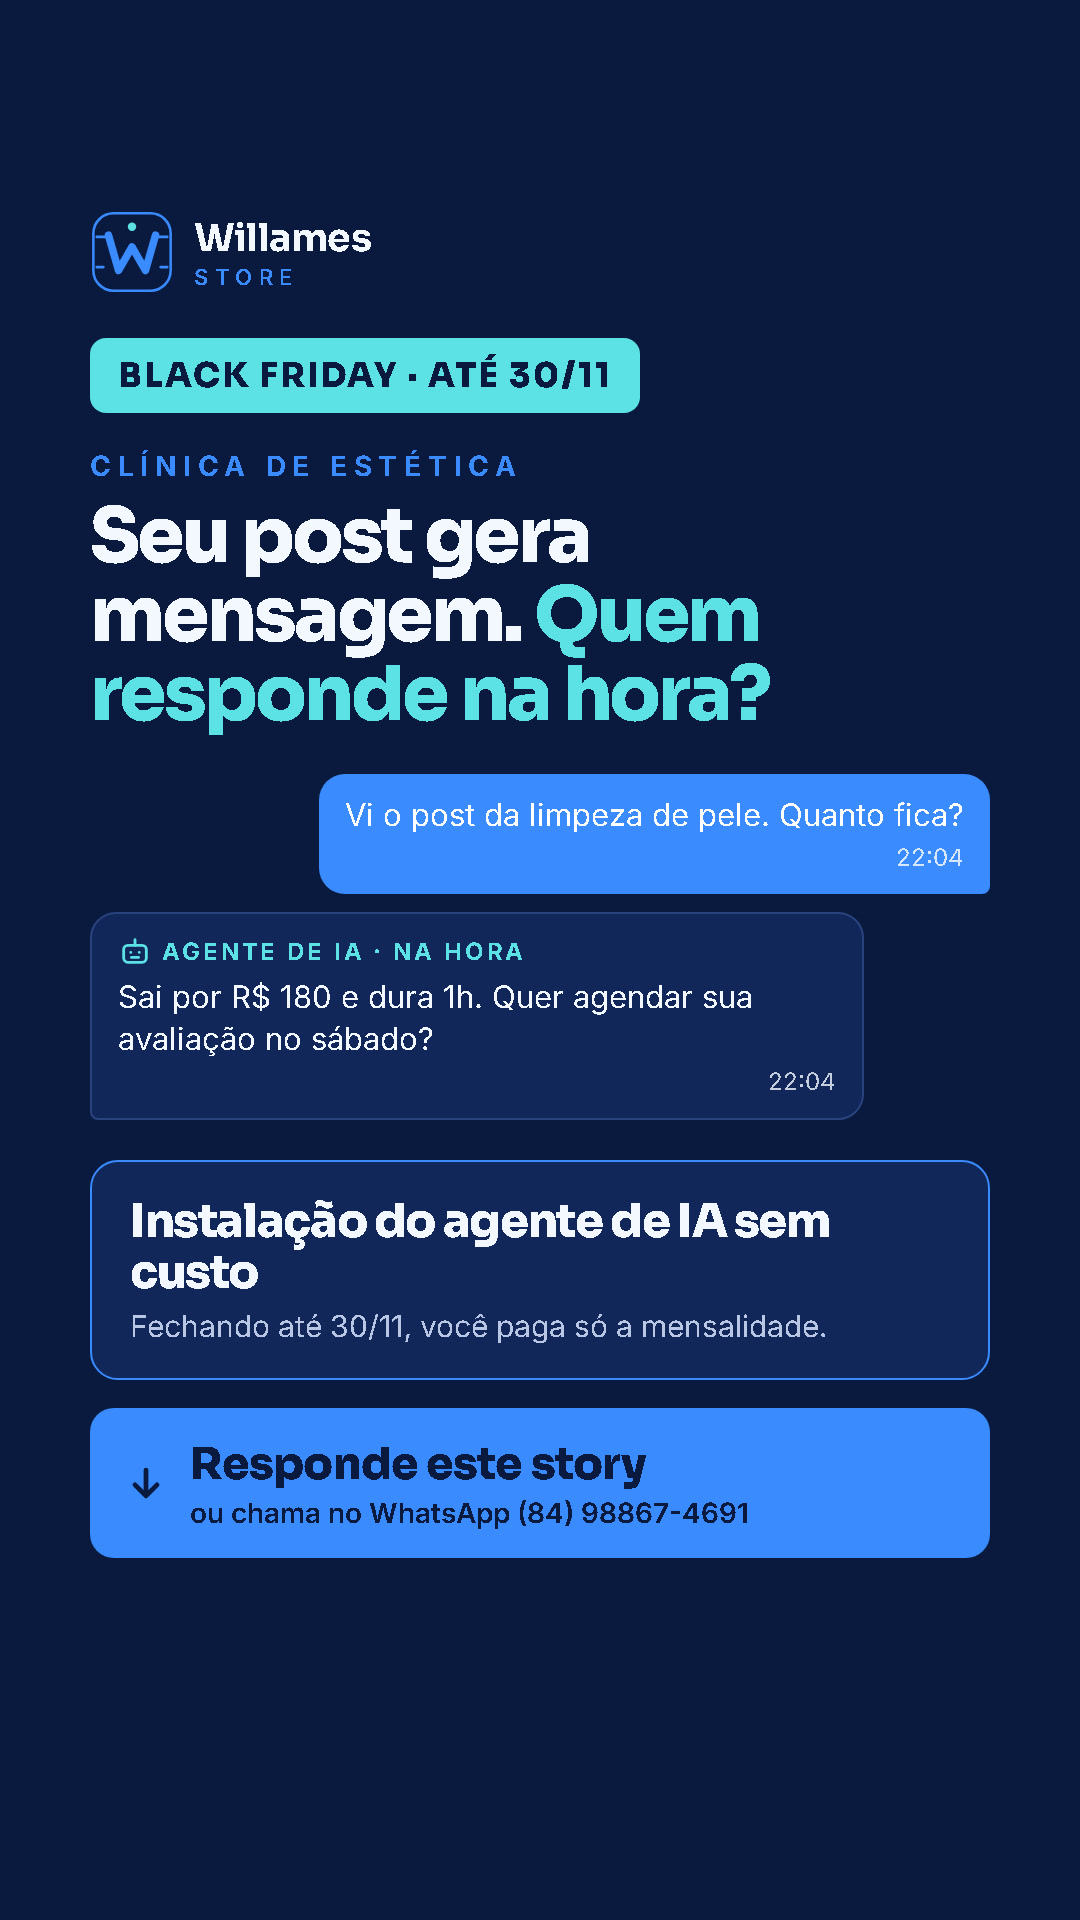 Willames
STORE
BLACK FRIDAY · ATÉ 30/11
CLÍNICA DE ESTÉTICA
Seu post gera
mensagem. Quem
responde na hora?
Vi o post da limpeza de pele. Quanto fica?
22:04
AGENTE DE IA · NA HORA
Sai por R$ 180 e dura 1h. Quer agendar sua
avaliação no sábado?
22:04
Instalação do agente de IA sem
custo
Fechando até 30/11, você paga só a mensalidade.
Responde este story
ou chama no WhatsApp (84) 98867-4691